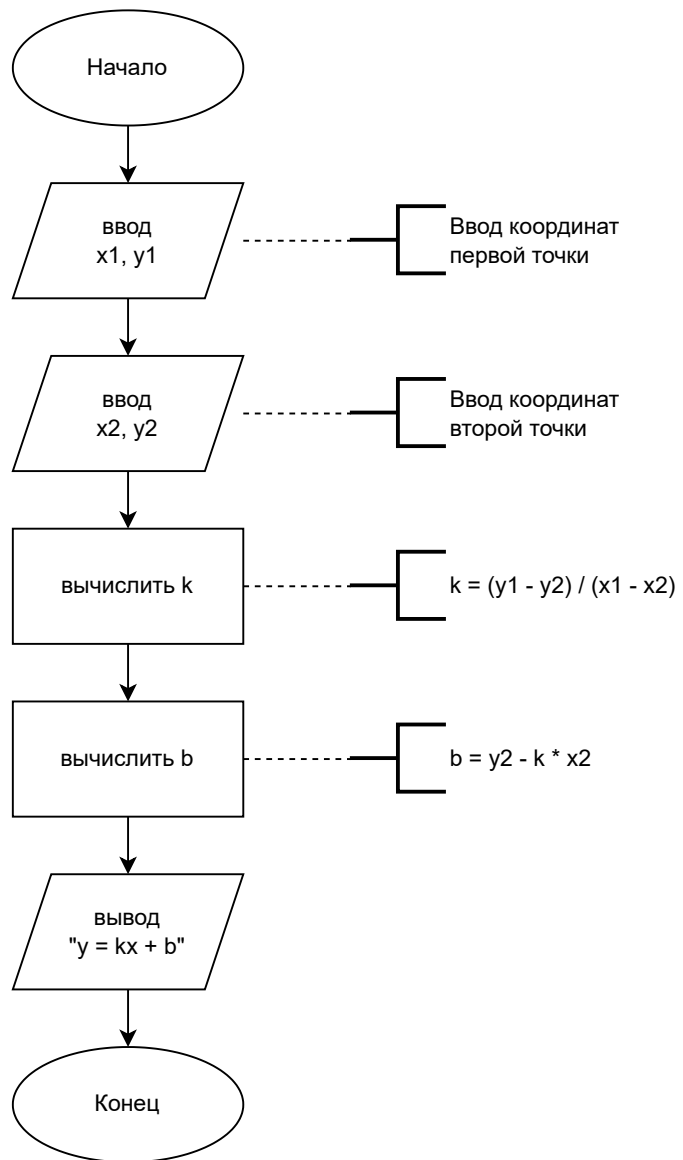 Начало
ввод
x1, y1
Ввод координат
первой точки
ввод
x2, y2
Ввод координат
второй точки
вычислить k
k = (y1 - y2) / (x1 - x2)
вычислить b
b = y2 - k * x2
вывод
"y = kx + b"
Конец